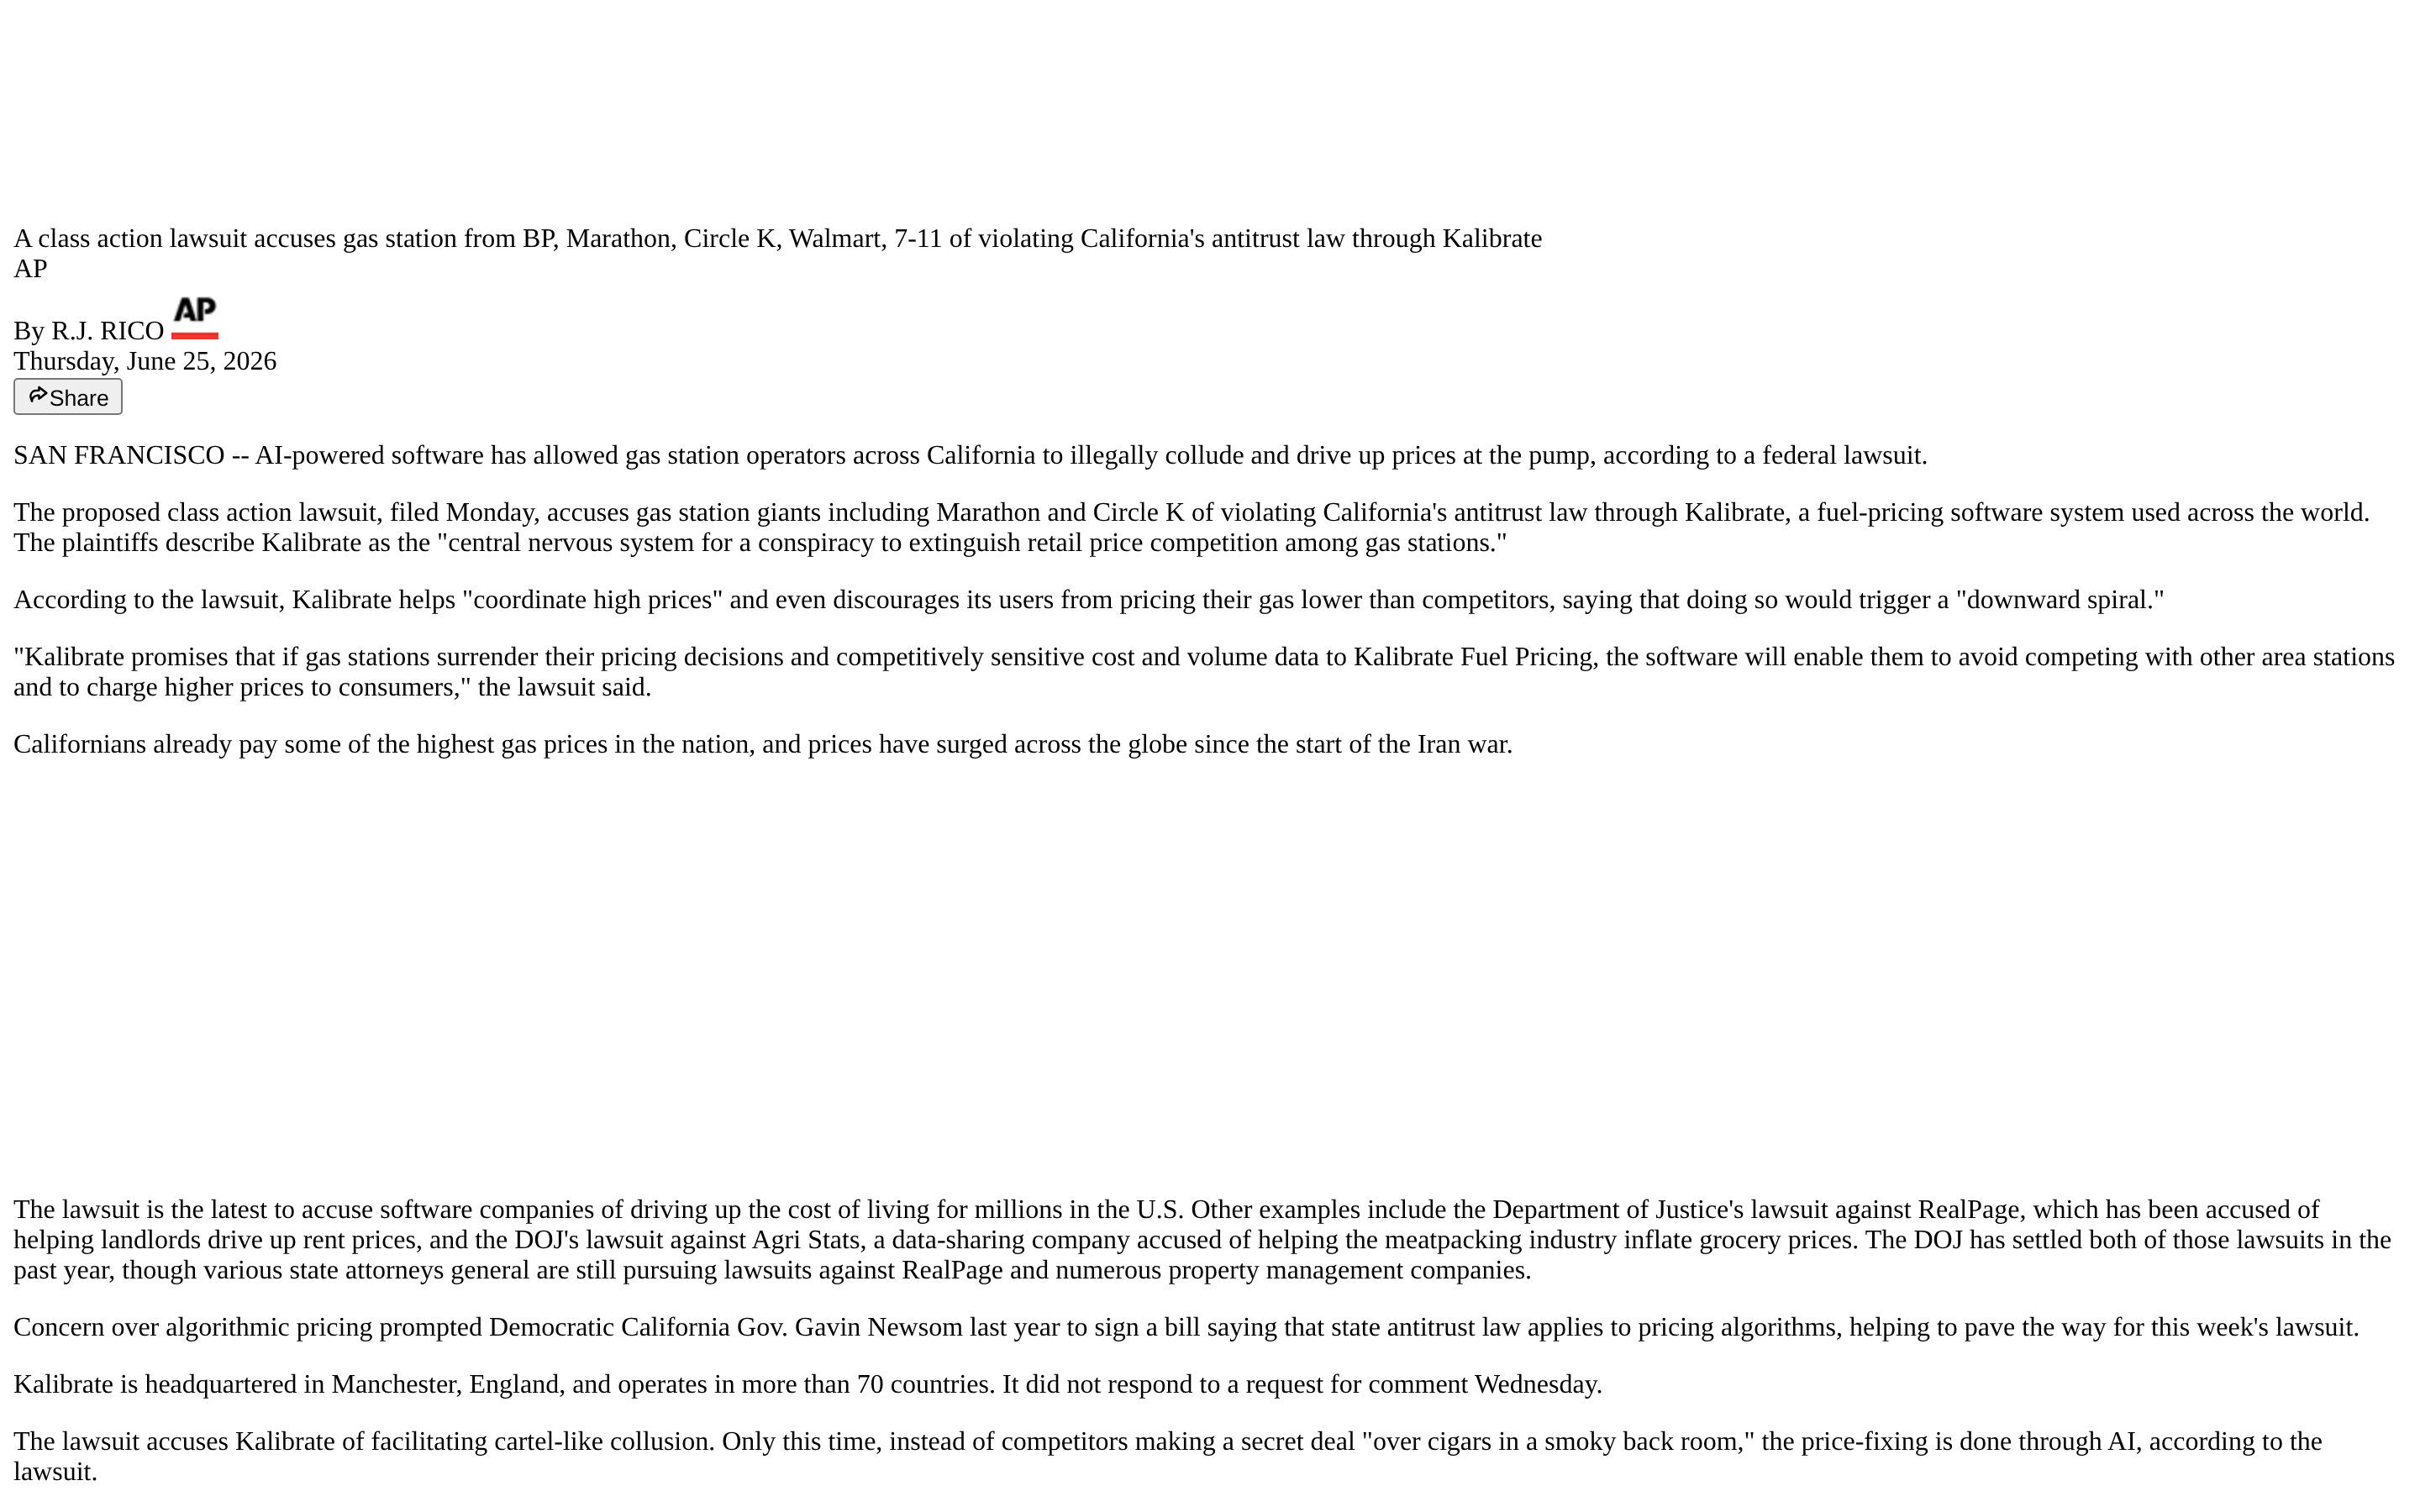 A class action lawsuit accuses gas station from BP, Marathon, Circle K, Walmart, 7-11 of violating California's antitrust law through Kalibrate
AP
AP
By R.J. RICO
Thursday, June 25, 2026
Share
SAN FRANCISCO -- AI-powered software has allowed gas station operators across California to illegally collude and drive up prices at the pump, according to a federal lawsuit.
The proposed class action lawsuit, filed Monday, accuses gas station giants including Marathon and Circle K of violating California's antitrust law through Kalibrate, a fuel-pricing software system used across the world.
The plaintiffs describe Kalibrate as the "central nervous system for a conspiracy to extinguish retail price competition among gas stations."
According to the lawsuit, Kalibrate helps "coordinate high prices" and even discourages its users from pricing their gas lower than competitors, saying that doing so would trigger a "downward spiral."
"Kalibrate promises that if gas stations surrender their pricing decisions and competitively sensitive cost and volume data to Kalibrate Fuel Pricing, the software will enable them to avoid competing with other area stations
and to charge higher prices to consumers," the lawsuit said.
Californians already pay some of the highest gas prices in the nation, and prices have surged across the globe since the start of the Iran war.
The lawsuit is the latest to accuse software companies of driving up the cost of living for millions in the U.S. Other examples include the Department of Justice's lawsuit against RealPage, which has been accused of
helping landlords drive up rent prices, and the DOJ's lawsuit against Agri Stats, a data-sharing company accused of helping the meatpacking industry inflate grocery prices. The DOJ has settled both of those lawsuits in the
past year, though various state attorneys general are still pursuing lawsuits against RealPage and numerous property management companies.
Concern over algorithmic pricing prompted Democratic California Gov. Gavin Newsom last year to sign a bill saying that state antitrust law applies to pricing algorithms, helping to pave the way for this week's lawsuit.
Kalibrate is headquartered in Manchester, England, and operates in more than 70 countries. It did not respond to a request for comment Wednesday.
The lawsuit accuses Kalibrate of facilitating cartel-like collusion. Only this time, instead of competitors making a secret deal "over cigars in a smoky back room," the price-fixing is done through AI, according to the
lawsuit.